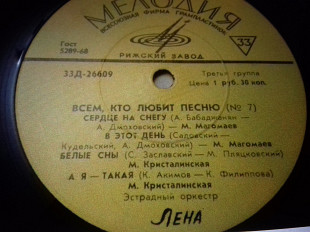 МЕЛОДИЯ
ВСЕСОЮЗНАЯ ФИРМА ГРАМПЛАСТИНОК
РИЖСКИЙ ЗАВОД
33
Гост
5289-68
33Д-26609
Третья группа
Цена 1 руб. 30 коп.
ВСЕМ, КТО ЛЮБИТ ПЕСНЮ (№ 7)
СЕРДЦЕ НА СНЕГУ (А. Бабаджанян —
А. Дмоховский) — М. Магомаев
В ЭТОТ ДЕНЬ (Садовский —
Кудельский, А. Дмоховский) — М. Магомаев
БЕЛЫЕ СНЫ (С. Заславский — М. Пляцковский)
М. Кристалинская
А Я — ТАКАЯ (К. Акимов — К. Филиппова)
М. Кристалинская
Эстрадный оркестр
ЛЕНА